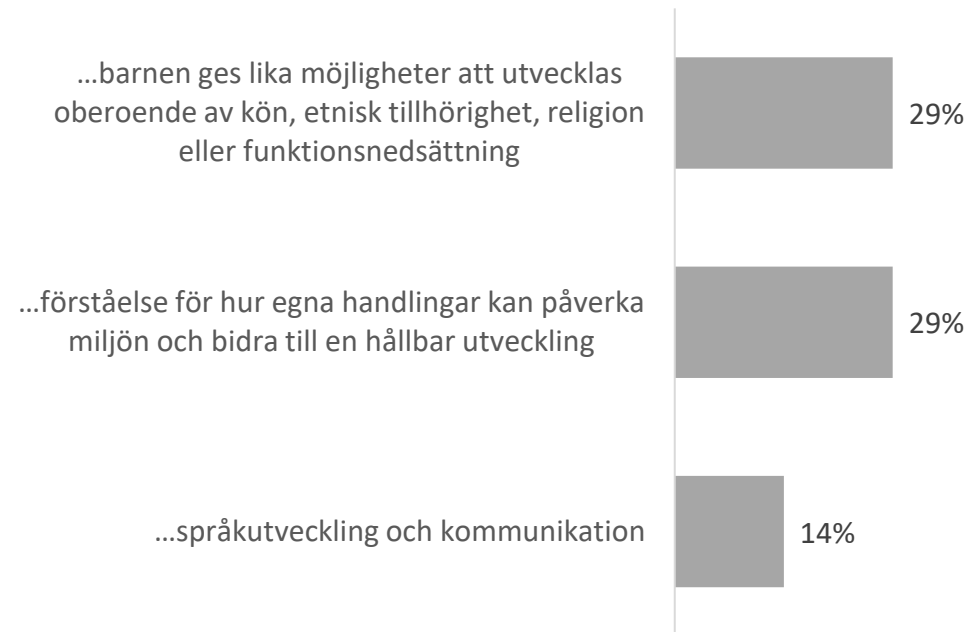 ...barnen ges lika möjligheter att utvecklas
oberoende av kön, etnisk tillhörighet, religion
eller funktionsnedsättning
29%
...förståelse för hur egna handlingar kan påverka
miljön och bidra till en hållbar utveckling
29%
...språkutveckling och kommunikation
14%